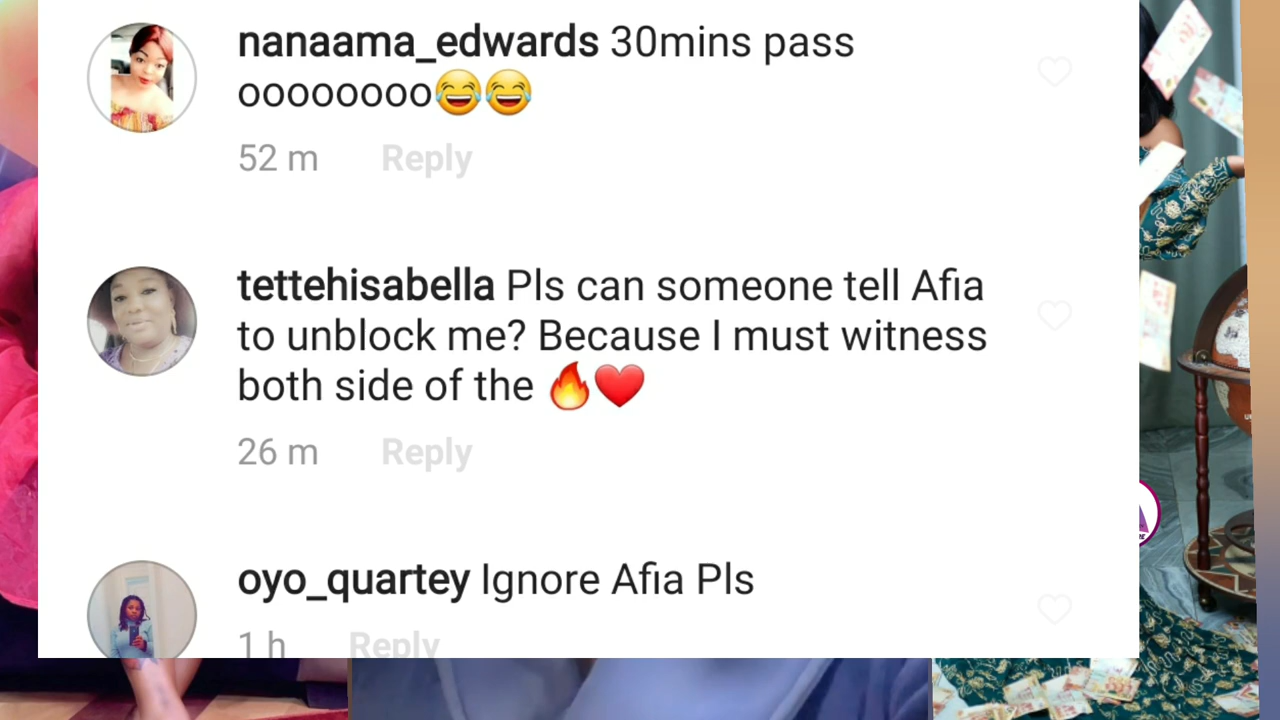 nanaama_edwards 30mins pass
oooooooo😂😂
52 m Reply
tettehisabella Pls can someone tell Afia
to unblock me? Because I must witness
both side of the 🔥❤️
26 m Reply
oyo_quartey Ignore Afia Pls
1 h Reply